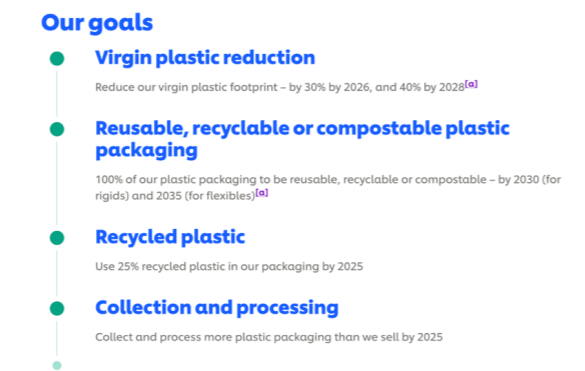 Our goals
Virgin plastic reduction
Reduce our virgin plastic footprint – by 30% by 2026, and 40% by 2028[a]
Reusable, recyclable or compostable plastic
packaging
100% of our plastic packaging to be reusable, recyclable or compostable – by 2030 (for
rigids) and 2035 (for flexibles)[a]
Recycled plastic
Use 25% recycled plastic in our packaging by 2025
Collection and processing
Collect and process more plastic packaging than we sell by 2025